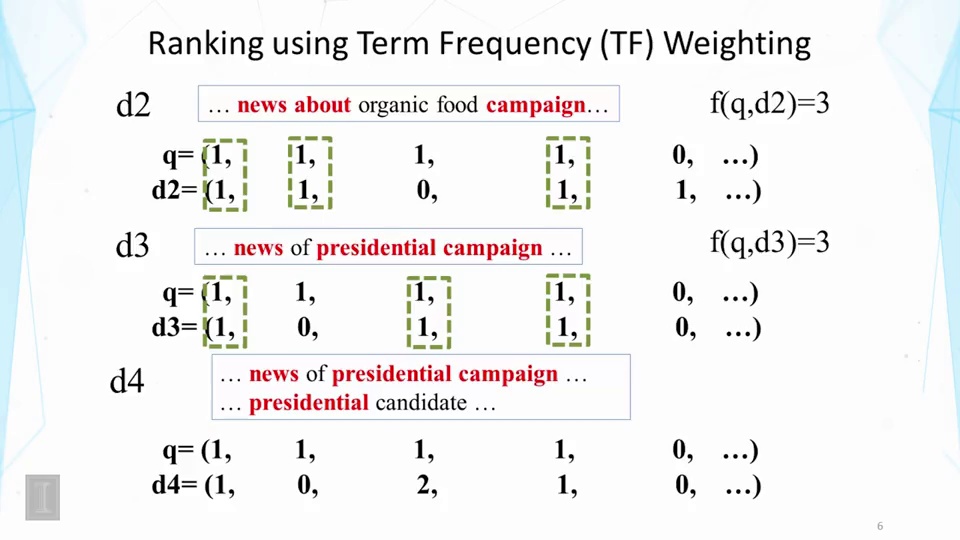 Ranking using Term Frequency (TF) Weighting
d2 … news about organic food campaign… f(q,d2)=3
q= (1, 1, 1, 1, 0, …)
d2= (1, 1, 0, 1, 1, …)
d3 … news of presidential campaign … f(q,d3)=3
q= (1, 1, 1, 1, 0, …)
d3= (1, 0, 1, 1, 0, …)
d4 … news of presidential campaign …
… presidential candidate …
q= (1, 1, 1, 1, 0, …)
d4= (1, 0, 2, 1, 0, …)
I
6